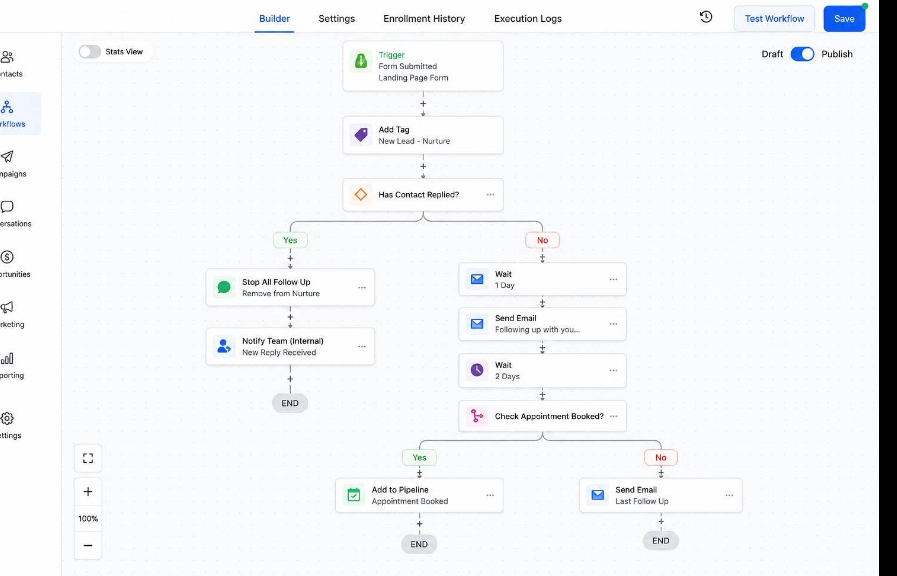 Builder
Settings
Enrollment History
Execution Logs
Test Workflow
Save
Stats View
Draft
Publish
ntacts
rkflows
mpaigns
ersations
ortunities
rketing
porting
ttings
Trigger
Form Submitted
Landing Page Form
+
Add Tag
New Lead - Nurture
+
Has Contact Replied?
Yes
No
+
+
Stop All Follow Up
Remove from Nurture
Wait
1 Day
+
+
Notify Team (Internal)
New Reply Received
Send Email
Following up with you...
+
+
END
Wait
2 Days
+
Check Appointment Booked?
Yes
No
+
+
Add to Pipeline
Appointment Booked
Send Email
Last Follow Up
+
+
END
END
+
100%
−